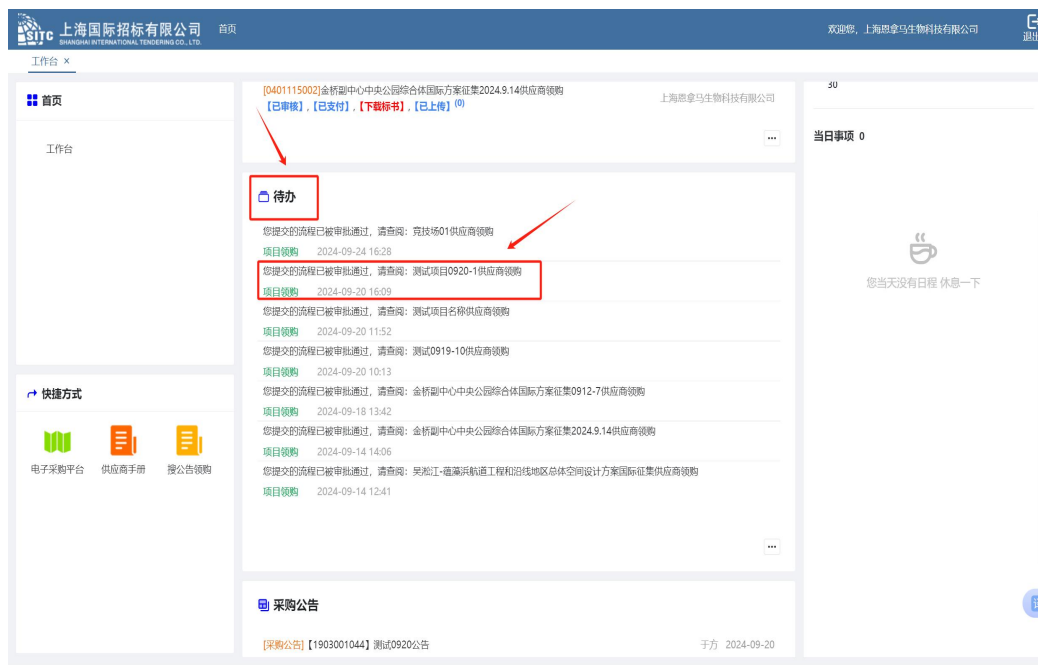 SITC 上海国际招标有限公司 首页 欢迎您，上海恩拿马生物科技有限公司
SHANGHAI INTERNATIONAL TENDERING CO., LTD.
工作台 ×
首页
工作台
快捷方式
电子采购平台 供应商手册 搜公告领购
[0401115002]金桥副中心中央公园综合体国际方案征集2024.9.14供应商领购 上海恩拿马生物科技有限公司
【已审核】,【已支付】,【下载标书】,【已上传】(0)
待办
您提交的流程已被审批通过，请查阅：竞技场01供应商领购
项目领购 2024-09-24 16:28
您提交的流程已被审批通过，请查阅：测试项目0920-1供应商领购
项目领购 2024-09-20 16:09
您提交的流程已被审批通过，请查阅：测试项目名称供应商领购
项目领购 2024-09-20 11:52
您提交的流程已被审批通过，请查阅：测试0919-10供应商领购
项目领购 2024-09-20 10:13
您提交的流程已被审批通过，请查阅：金桥副中心中央公园综合体国际方案征集0912-7供应商领购
项目领购 2024-09-18 13:42
您提交的流程已被审批通过，请查阅：金桥副中心中央公园综合体国际方案征集2024.9.14供应商领购
项目领购 2024-09-14 14:06
您提交的流程已被审批通过，请查阅：吴淞江-蕴藻浜航道工程和沿线地区总体空间设计方案国际征集供应商领购
项目领购 2024-09-14 12:41
采购公告
[采购公告]【1903001044】测试0920公告 于方 2024-09-20
30
当日事项 0
您当天没有日程 休息一下